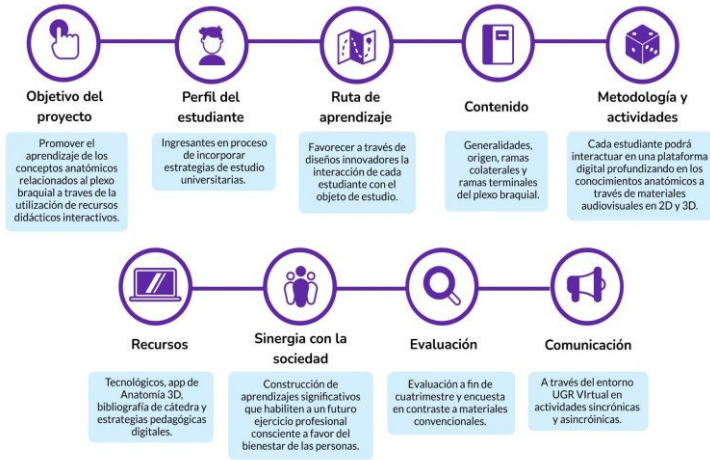 Objetivo del
proyecto
Promover el
aprendizaje de los
conceptos anatómicos
relacionados al plexo
braquial a traves de la
utilización de recursos
didácticos interactivos.
Perfil del
estudiante
Ingresantes en proceso
de incorporar
estrategias de estudio
universitarias.
Ruta de
aprendizaje
Favorecer a través de
diseños innovadores la
interacción de cada
estudiante con el
objeto de estudio.
Contenido
Generalidades,
origen, ramas
colaterales y
ramas terminales
del plexo braquial.
Metodología y
actividades
Cada estudiante podrá
interactuar en una plataforma
digital profundizando en los
conocimientos anatómicos a
través de materiales
audiovisuales en 2D y 3D.
Recursos
Tecnológicos, app de
Anatomía 3D,
bibliografía de cátedra y
estrategias pedagógicas
digitales.
Sinergia con la
sociedad
Construcción de
aprendizajes significativos
que habiliten a un futuro
ejercicio profesional
consciente a favor del
bienestar de las personas.
Evaluación
Evaluación a fin de
cuatrimestre y encuesta
en contraste a materiales
convencionales.
Comunicación
A través del entorno
UGR VIrtual en
actividades sincrónicas
y asincróinicas.